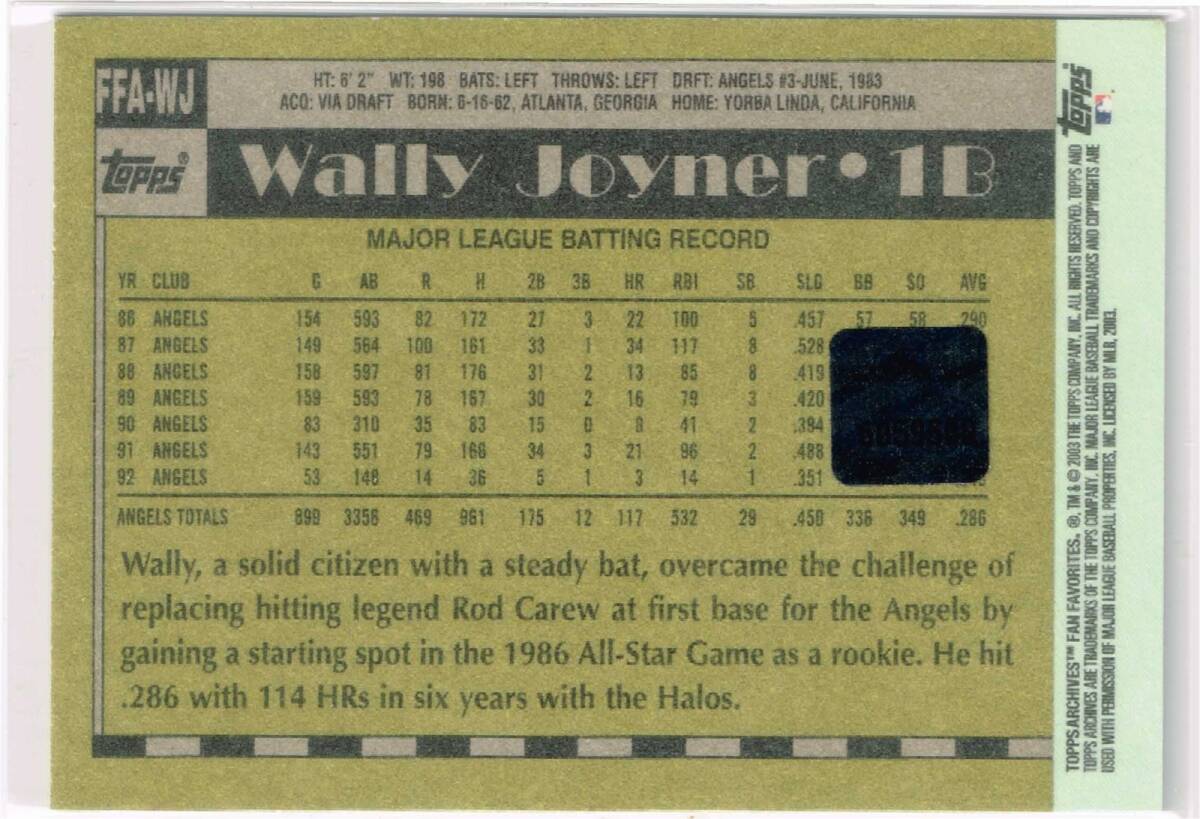 FFA-WJ
HT: 6' 2" WT: 198 BATS: LEFT THROWS: LEFT DRFT: ANGELS #3-JUNE, 1983
ACQ: VIA DRAFT BORN: 6-16-62, ATLANTA, GEORGIA HOME: YORBA LINDA, CALIFORNIA
Topps®
Wally Joyner • 1B
MAJOR LEAGUE BATTING RECORD
YR CLUB G AB R H 2B 3B HR RBI SB SLG BB SO AVG
86 ANGELS 154 593 82 172 27 3 22 100 5 .457 57 58 .290
87 ANGELS 149 564 100 161 33 1 34 117 8 .528
88 ANGELS 158 597 81 176 31 2 13 85 8 .419
89 ANGELS 159 593 78 167 30 2 16 79 3 .420
90 ANGELS 83 310 35 83 15 0 8 41 2 .394
91 ANGELS 143 551 79 166 34 3 21 96 2 .488
92 ANGELS 53 148 14 36 5 1 3 14 1 .351
ANGELS TOTALS 899 3356 469 961 175 12 117 532 29 .450 336 349 .286
Wally, a solid citizen with a steady bat, overcame the challenge of
replacing hitting legend Rod Carew at first base for the Angels by
gaining a starting spot in the 1986 All-Star Game as a rookie. He hit
.286 with 114 HRs in six years with the Halos.
Topps®
TOPPS ARCHIVES™ FAN FAVORITES. ®, TM & © 2003 THE TOPPS COMPANY, INC. ALL RIGHTS RESERVED. TOPPS AND
TOPPS ARCHIVES ARE TRADEMARKS OF THE TOPPS COMPANY, INC. MAJOR LEAGUE BASEBALL TRADEMARKS AND COPYRIGHTS ARE
USED WITH PERMISSION OF MAJOR LEAGUE BASEBALL PROPERTIES, INC. LICENSED BY MLB, 2003.